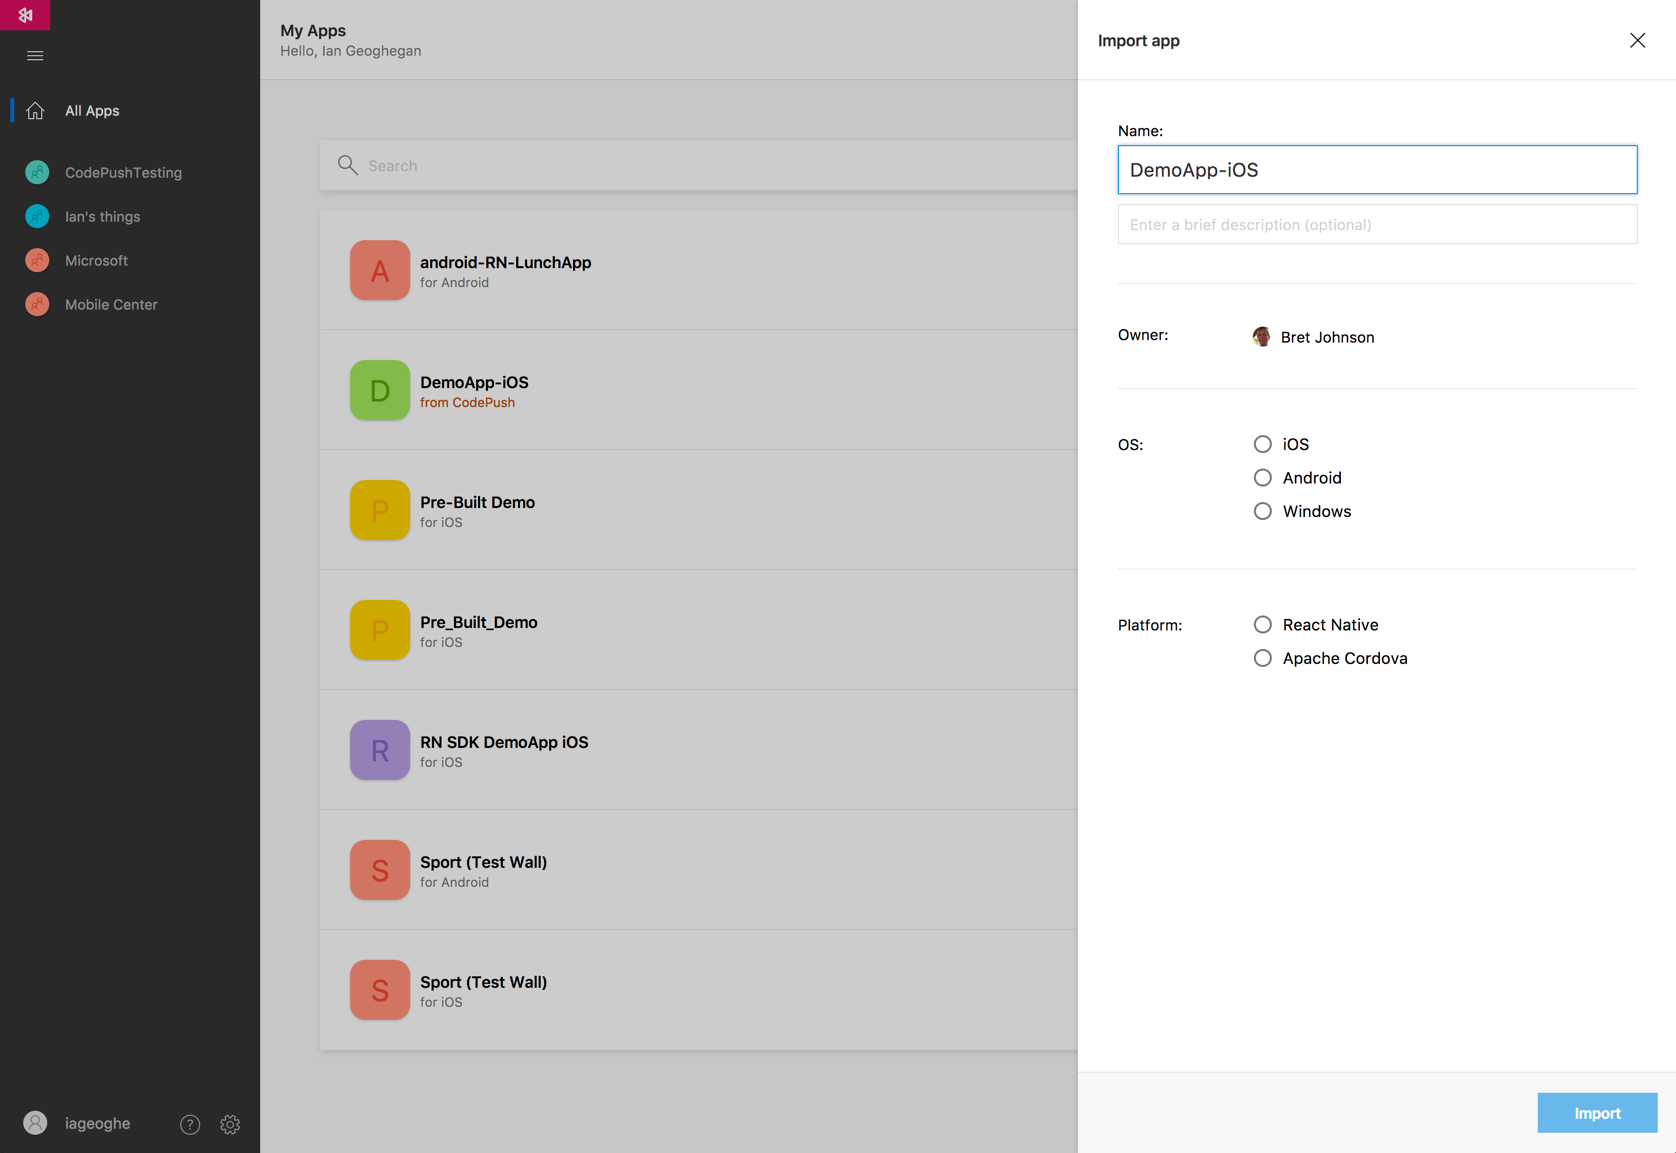 All Apps
CodePushTesting
Ian's things
Microsoft
Mobile Center
iageoghe
?
My Apps
Hello, Ian Geoghegan
Search
A
android-RN-LunchApp
for Android
D
DemoApp-iOS
from CodePush
P
Pre-Built Demo
for iOS
P
Pre_Built_Demo
for iOS
R
RN SDK DemoApp iOS
for iOS
S
Sport (Test Wall)
for Android
S
Sport (Test Wall)
for iOS
Import app
Name:
DemoApp-iOS
Enter a brief description (optional)
Owner:
Bret Johnson
OS:
iOS
Android
Windows
Platform:
React Native
Apache Cordova
Import